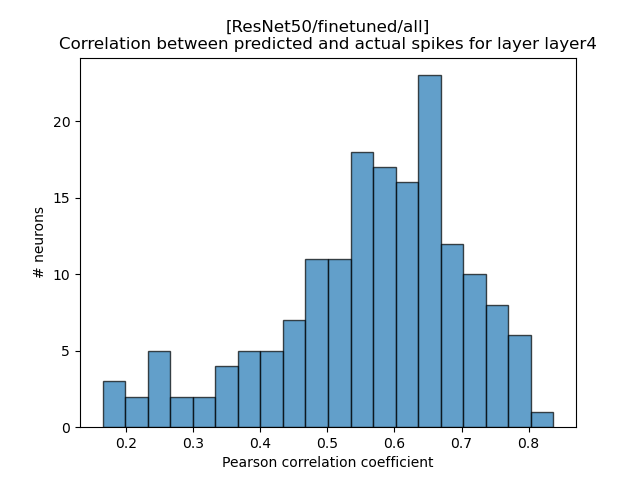 [ResNet50/finetuned/all]
Correlation between predicted and actual spikes for layer layer4
# neurons
20
15
10
5
0
0.2 0.3 0.4 0.5 0.6 0.7 0.8
Pearson correlation coefficient